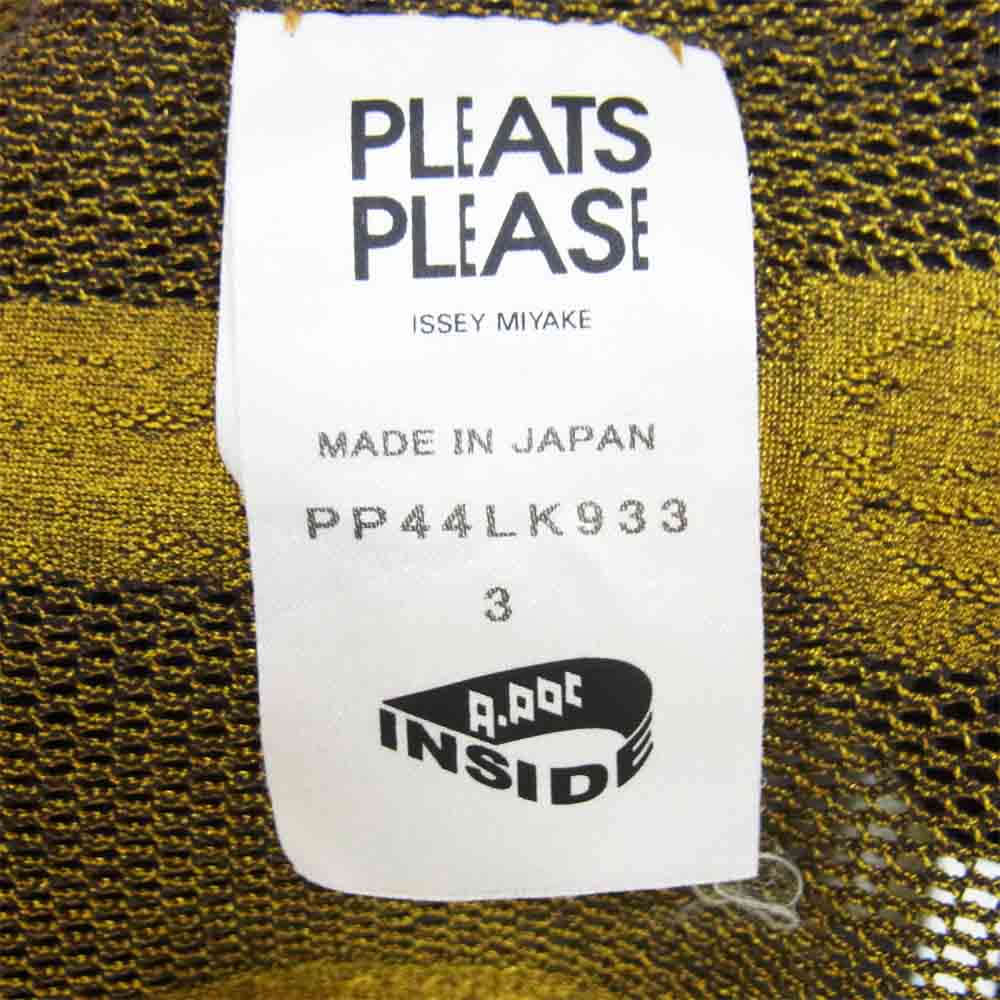 PLEATS
PLEASE
ISSEY MIYAKE
MADE IN JAPAN
PP44LK933
3
A.POC
INSIDE